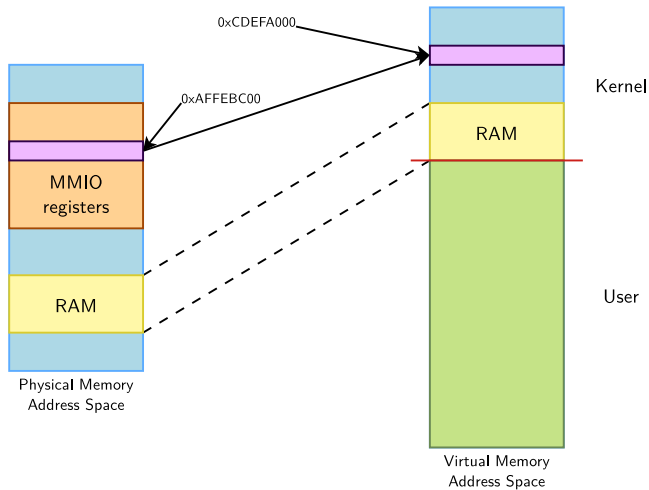 0xCDEFA000
Kernel
0xAFFEBC00
RAM
MMIO
registers
RAM
User
Physical Memory
Address Space
Virtual Memory
Address Space